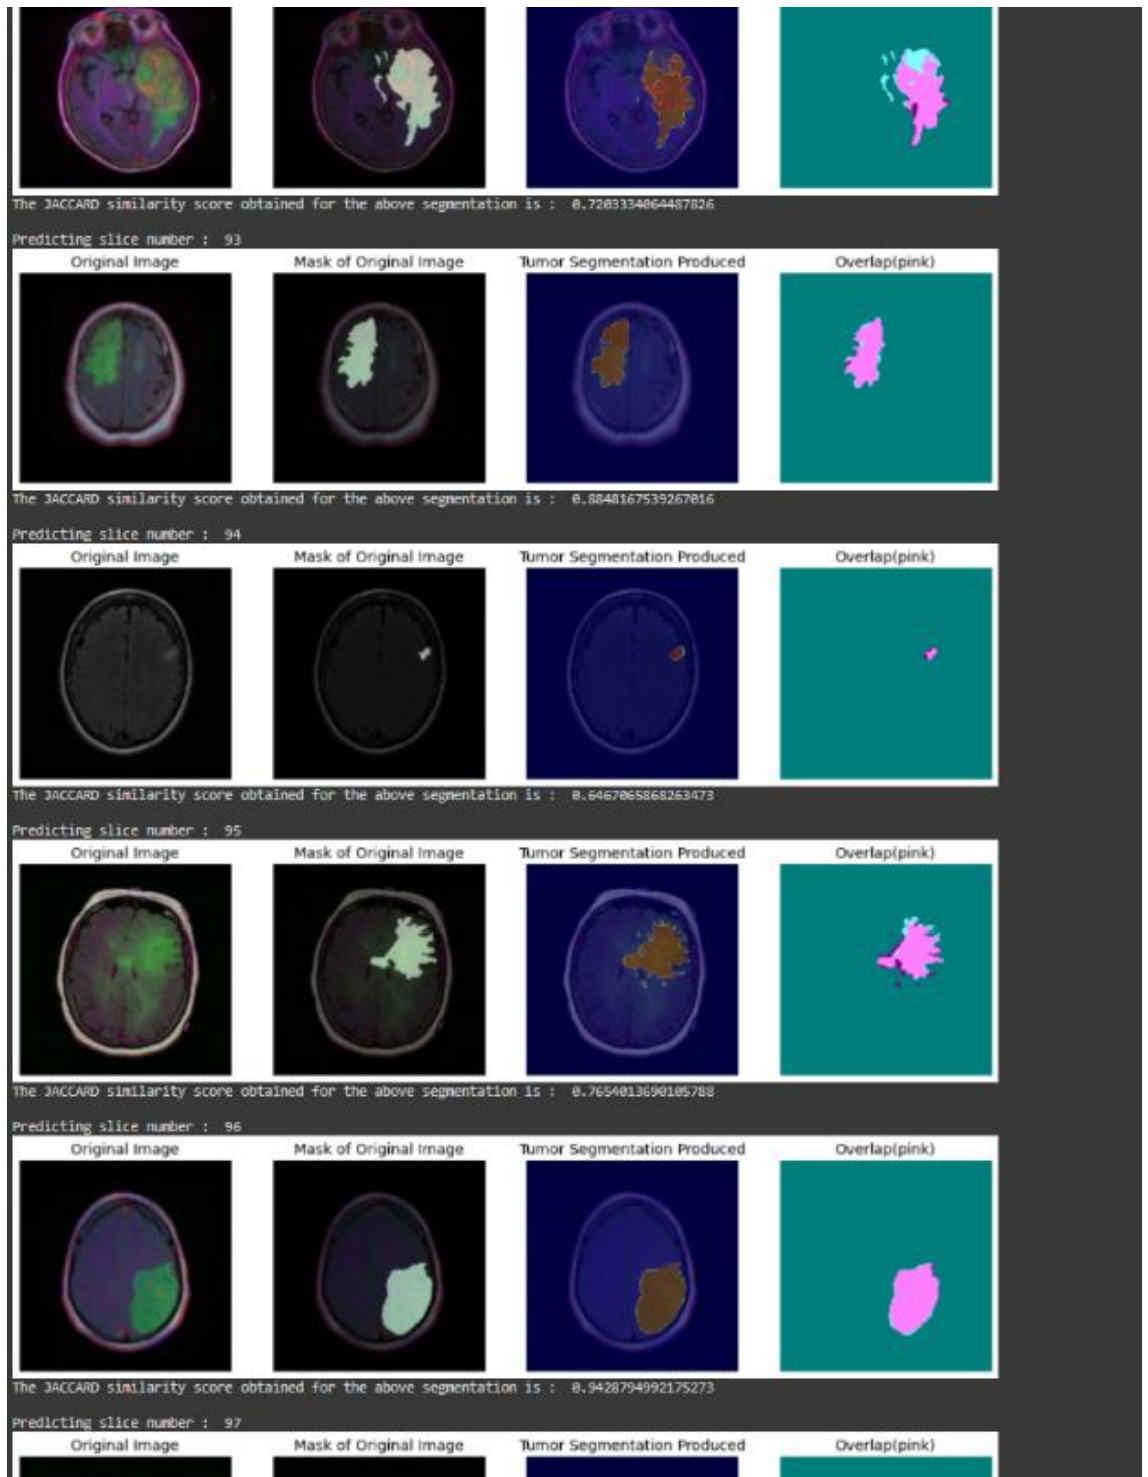 The JACCARD similarity score obtained for the above segmentation is :  0.7203334064487826
Predicting slice number :  93
Original Image Mask of Original Image Tumor Segmentation Produced Overlap(pink)
The JACCARD similarity score obtained for the above segmentation is :  0.8848167539267016
Predicting slice number :  94
Original Image Mask of Original Image Tumor Segmentation Produced Overlap(pink)
The JACCARD similarity score obtained for the above segmentation is :  0.6467065868263473
Predicting slice number :  95
Original Image Mask of Original Image Tumor Segmentation Produced Overlap(pink)
The JACCARD similarity score obtained for the above segmentation is :  0.7654013690105788
Predicting slice number :  96
Original Image Mask of Original Image Tumor Segmentation Produced Overlap(pink)
The JACCARD similarity score obtained for the above segmentation is :  0.9428794992175273
Predicting slice number :  97
Original Image Mask of Original Image Tumor Segmentation Produced Overlap(pink)